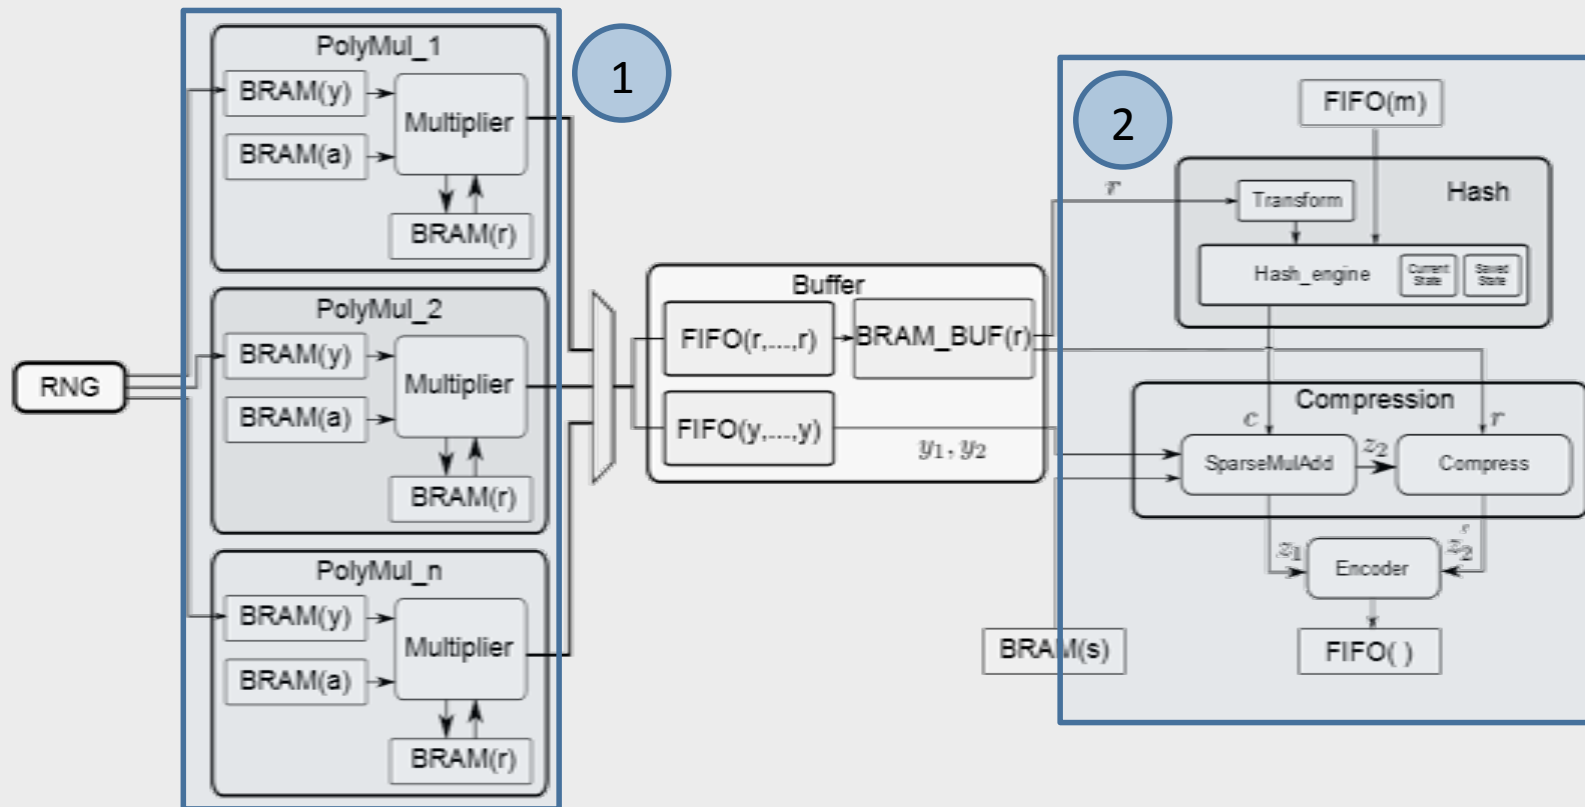 PolyMul_1
BRAM(y)
Multiplier
BRAM(a)
BRAM(r)
1
PolyMul_2
BRAM(y)
Multiplier
BRAM(a)
BRAM(r)
RNG
PolyMul_n
BRAM(y)
Multiplier
BRAM(a)
BRAM(r)
Buffer
FIFO(r,...,r)
BRAM_BUF(r)
FIFO(y,...,y)
y₁, y₂
BRAM(s)
2
FIFO(m)
r
Transform
Hash
Hash_engine
Current
State
Saved
State
Compression
c
r
SparseMulAdd
z₂
Compress
z₁
Encoder
z₂'
FIFO( )